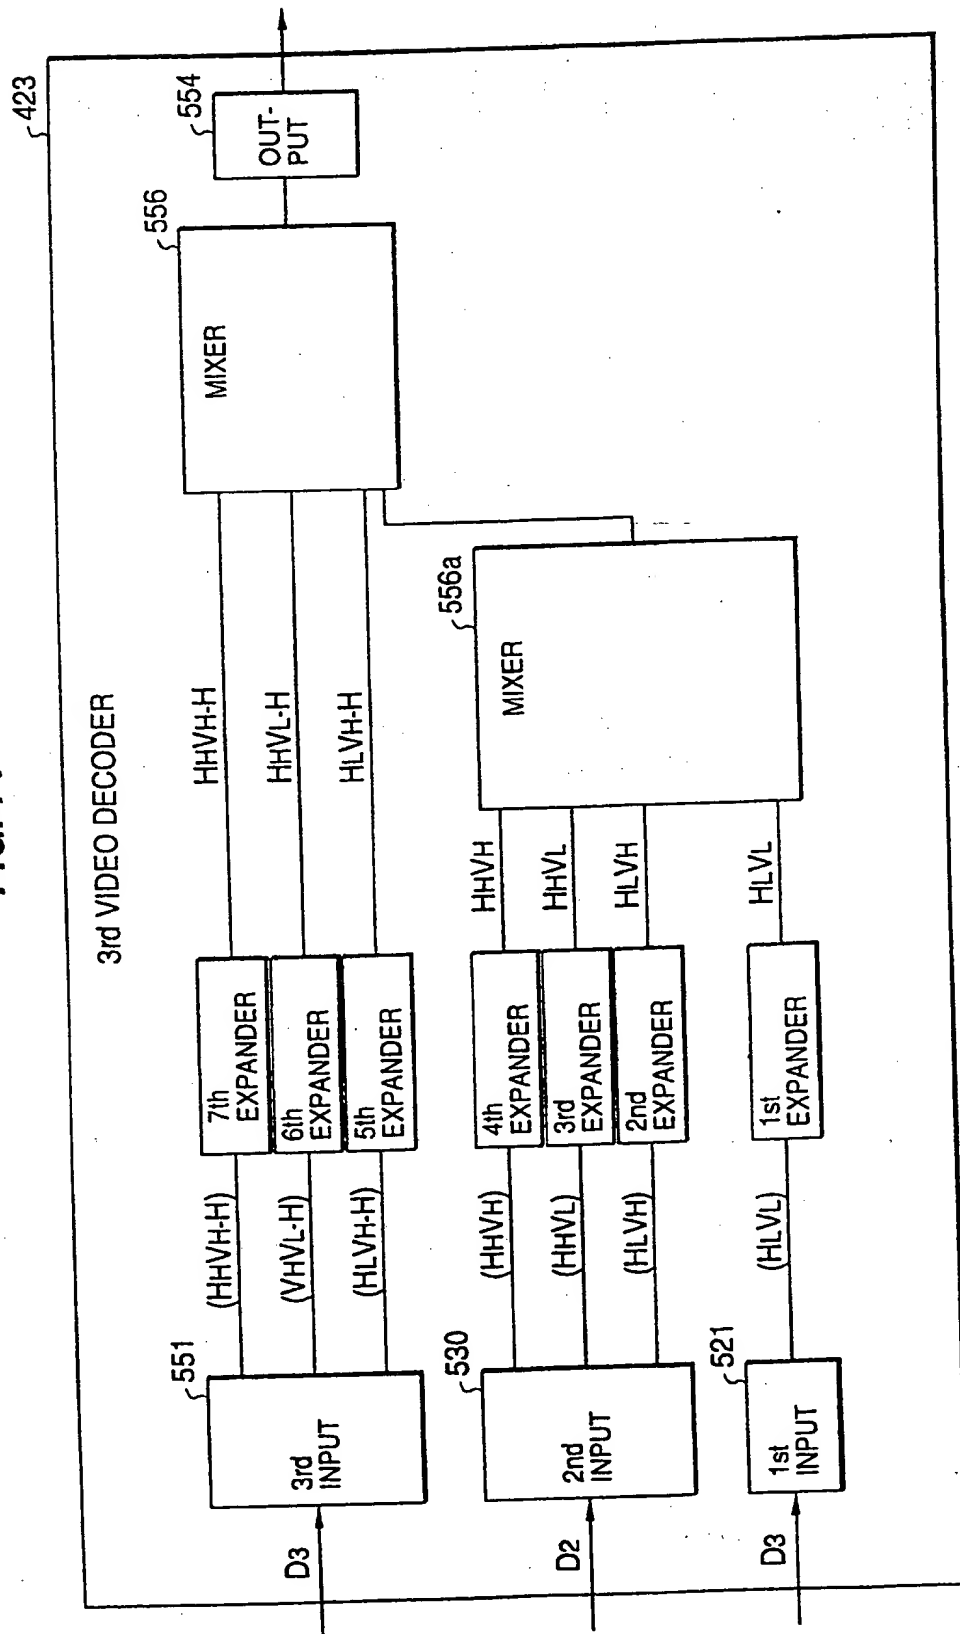 423
3rd VIDEO DECODER
D3
551
3rd
INPUT
(HHVH-H)
(VHVL-H)
(HLVH-H)
7th
EXPANDER
6th
EXPANDER
5th
EXPANDER
HHVH-H
HHVL-H
HLVH-H
556
MIXER
554
OUT-
PUT
D2
530
2nd
INPUT
(HHVH)
(HHVL)
(HLVH)
4th
EXPANDER
3rd
EXPANDER
2nd
EXPANDER
HHVH
HHVL
HLVH
556a
MIXER
D3
521
1st
INPUT
(HLVL)
1st
EXPANDER
HLVL